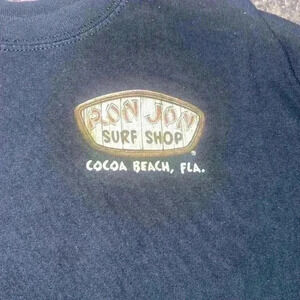 RON JON
SURF SHOP
®
COCOA BEACH, FLA.